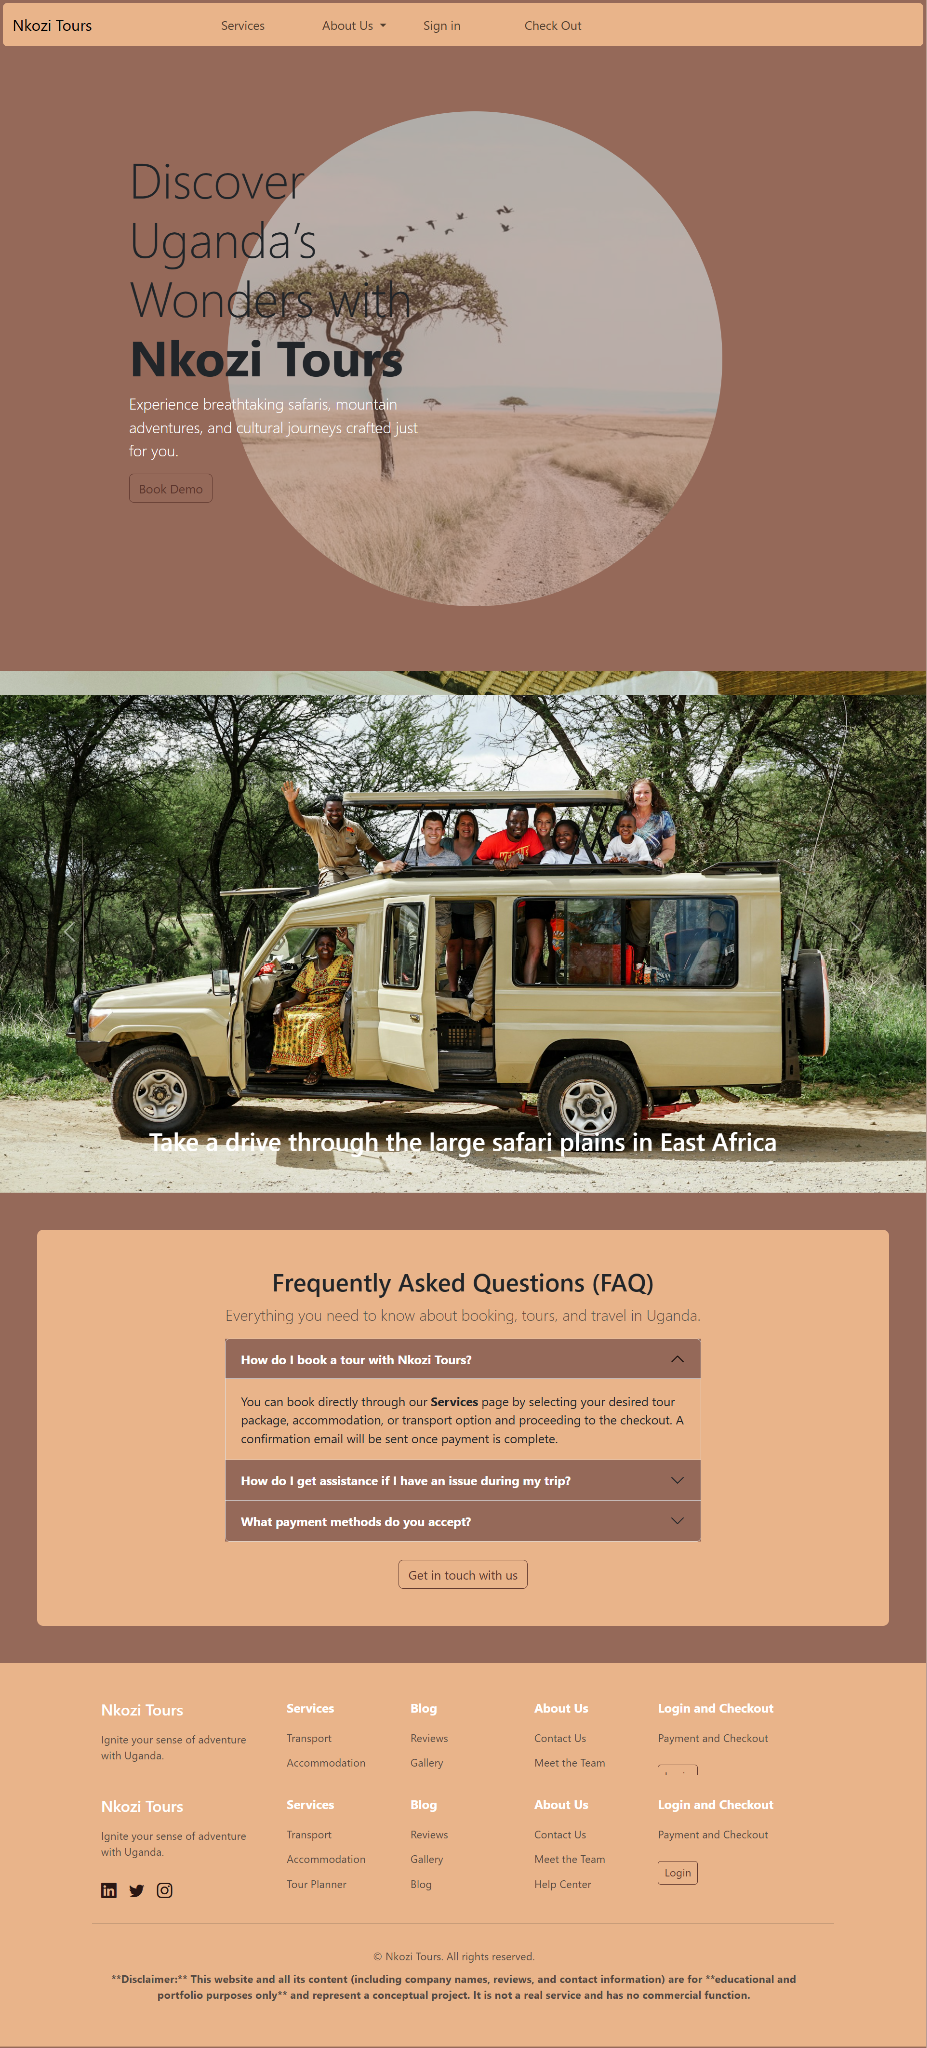 Nkozi Tours
Services
About Us
Sign in
Check Out
Discover
Uganda’s
Wonders with
Nkozi Tours
Experience breathtaking safaris, mountain
adventures, and cultural journeys crafted just
for you.
Book Demo
Take a drive through the large safari plains in East Africa
Frequently Asked Questions (FAQ)
Everything you need to know about booking, tours, and travel in Uganda.
How do I book a tour with Nkozi Tours?
You can book directly through our Services page by selecting your desired tour
package, accommodation, or transport option and proceeding to the checkout. A
confirmation email will be sent once payment is complete.
How do I get assistance if I have an issue during my trip?
What payment methods do you accept?
Get in touch with us
Nkozi Tours
Ignite your sense of adventure
with Uganda.
Services
Transport
Accommodation
Blog
Reviews
Gallery
About Us
Contact Us
Meet the Team
Login and Checkout
Payment and Checkout
Nkozi Tours
Ignite your sense of adventure
with Uganda.
Services
Transport
Accommodation
Tour Planner
Blog
Reviews
Gallery
Blog
About Us
Contact Us
Meet the Team
Help Center
Login and Checkout
Payment and Checkout
Login
© Nkozi Tours. All rights reserved.
**Disclaimer:** This website and all its content (including company names, reviews, and contact information) are for **educational and
portfolio purposes only** and represent a conceptual project. It is not a real service and has no commercial function.